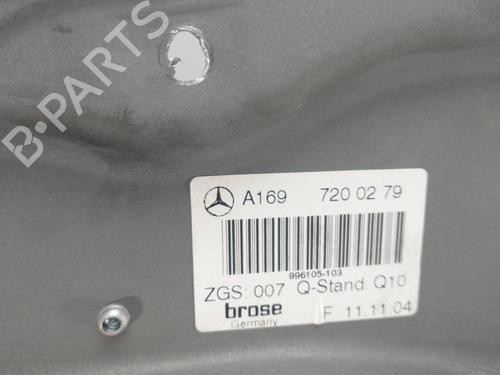 B-PARTS
A169 720 02 79
996105-103
ZGS: 007 Q-Stand: Q10
brose F 11.11 04
Germany